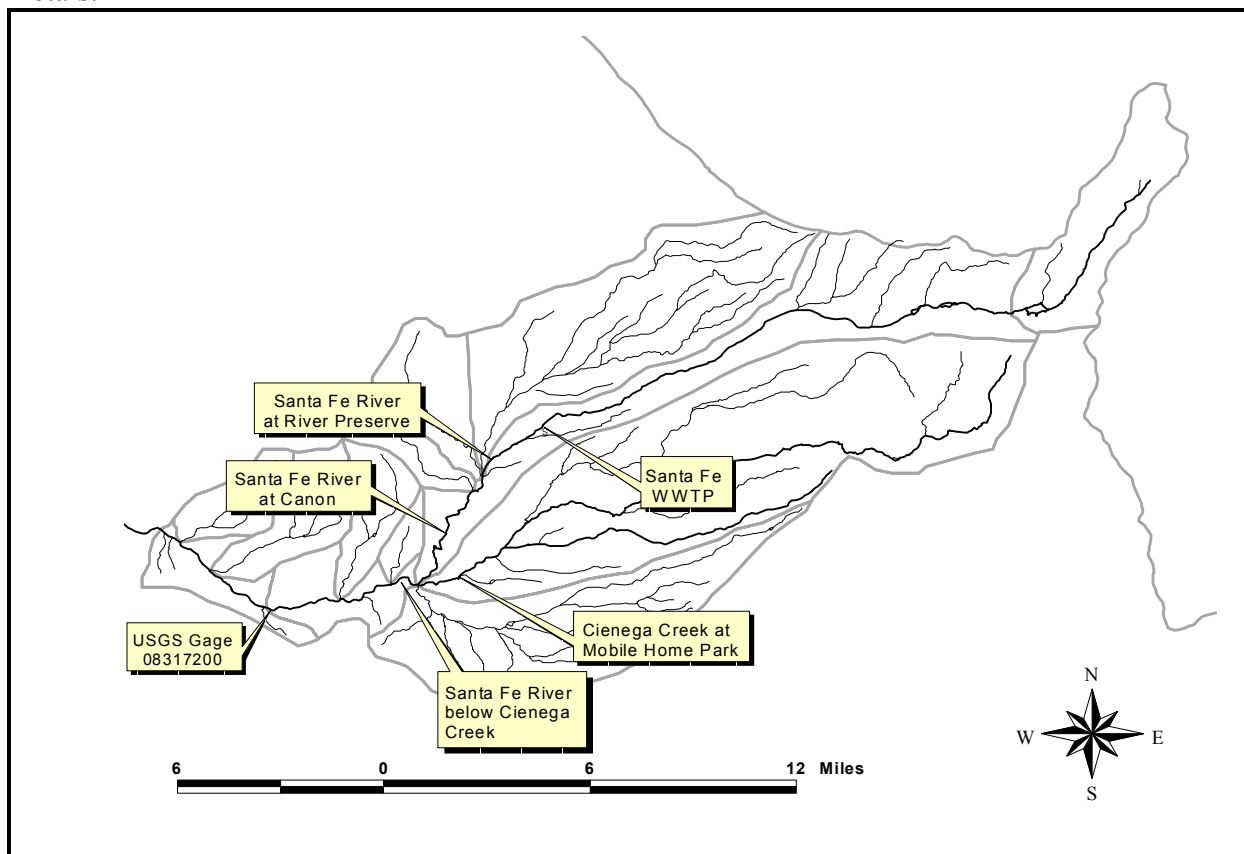 Santa Fe River
at River Preserve
Santa Fe River
at Canon
Santa Fe
WWTP
USGS Gage
08317200
Cienega Creek at
Mobile Home Park
Santa Fe River
below Cienega
Creek
N
W
E
S
6 0 6 12 Miles